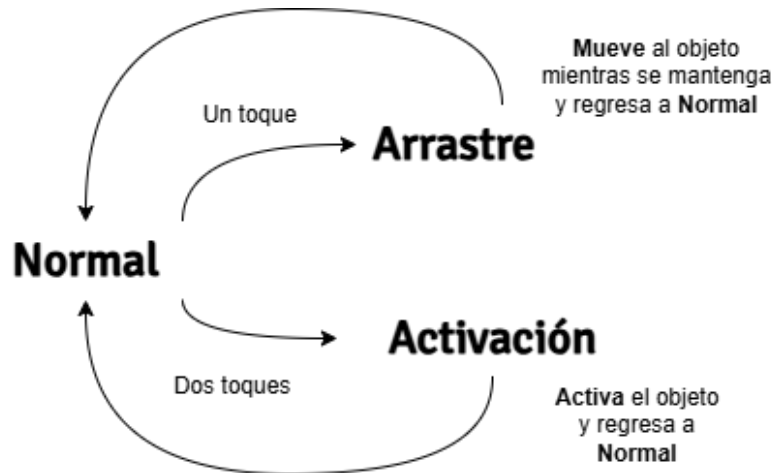 Mueve al objeto
mientras se mantenga
y regresa a Normal
Un toque
Arrastre
Normal
Activación
Dos toques
Activa el objeto
y regresa a
Normal